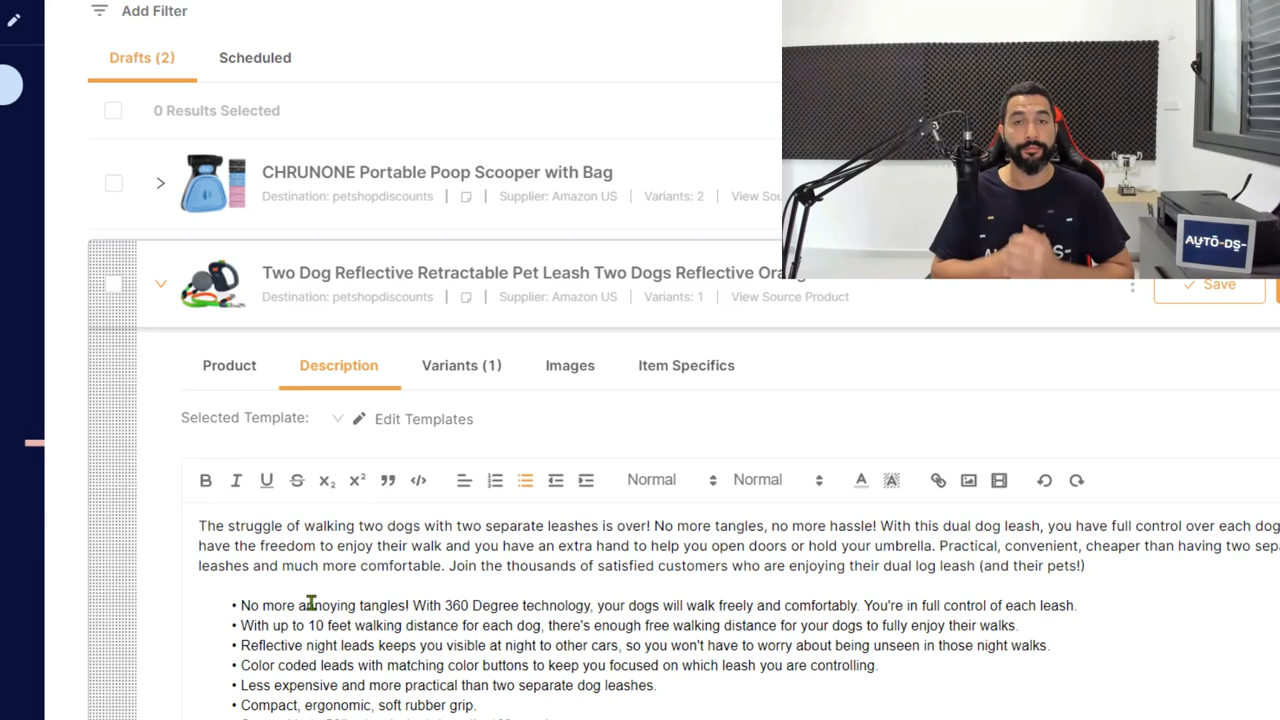 Add Filter
Drafts (2)
Scheduled
0 Results Selected
CHRUNONE Portable Poop Scooper with Bag
Destination: petshopdiscounts | | Supplier: Amazon US | Variants: 2 | View Sou
Two Dog Reflective Retractable Pet Leash Two Dogs Reflective Ora
Destination: petshopdiscounts | | Supplier: Amazon US | Variants: 1 | View Source Product
Save
AUTO-DS-
Product
Description
Variants (1)
Images
Item Specifics
Selected Template:
Edit Templates
Normal
Normal
The struggle of walking two dogs with two separate leashes is over! No more tangles, no more hassle! With this dual dog leash, you have full control over each dog
have the freedom to enjoy their walk and you have an extra hand to help you open doors or hold your umbrella. Practical, convenient, cheaper than having two sep
leashes and much more comfortable. Join the thousands of satisfied customers who are enjoying their dual log leash (and their pets!)
• No more annoying tangles! With 360 Degree technology, your dogs will walk freely and comfortably. You're in full control of each leash.
• With up to 10 feet walking distance for each dog, there's enough free walking distance for your dogs to fully enjoy their walks.
• Reflective night leads keeps you visible at night to other cars, so you won't have to worry about being unseen in those night walks.
• Color coded leads with matching color buttons to keep you focused on which leash you are controlling.
• Less expensive and more practical than two separate dog leashes.
• Compact, ergonomic, soft rubber grip.